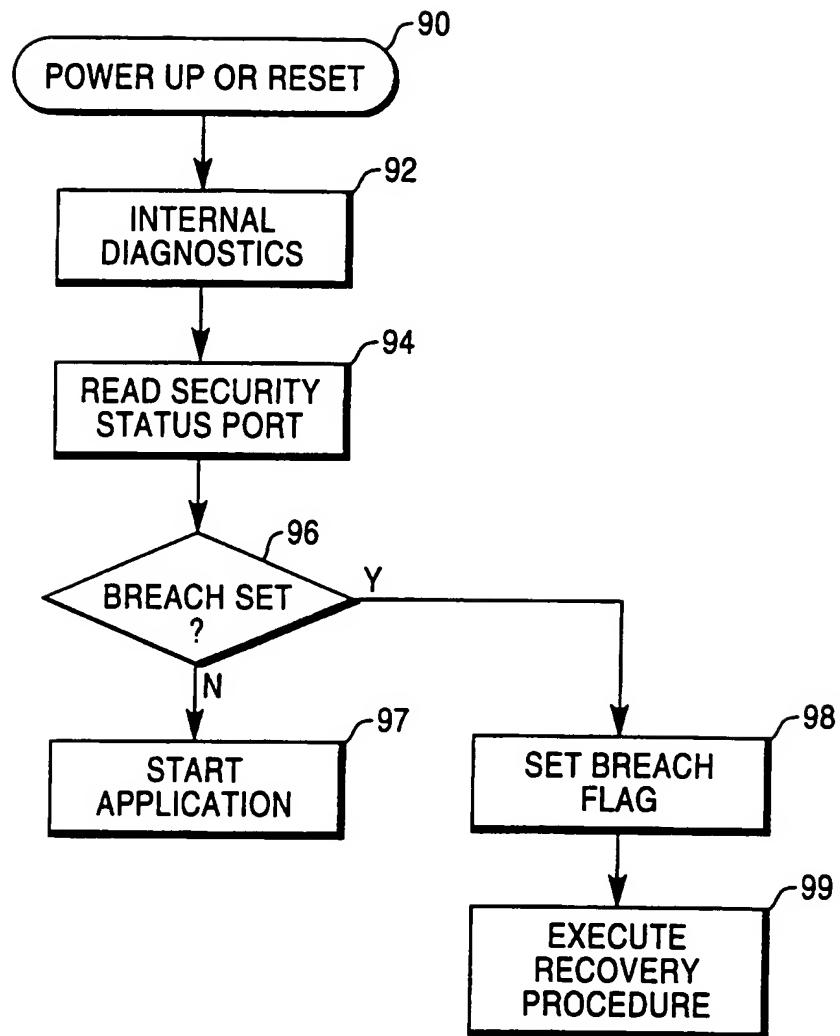 90
POWER UP OR RESET
92
INTERNAL
DIAGNOSTICS
94
READ SECURITY
STATUS PORT
96
BREACH SET
?
Y
N
97
START
APPLICATION
98
SET BREACH
FLAG
99
EXECUTE
RECOVERY
PROCEDURE